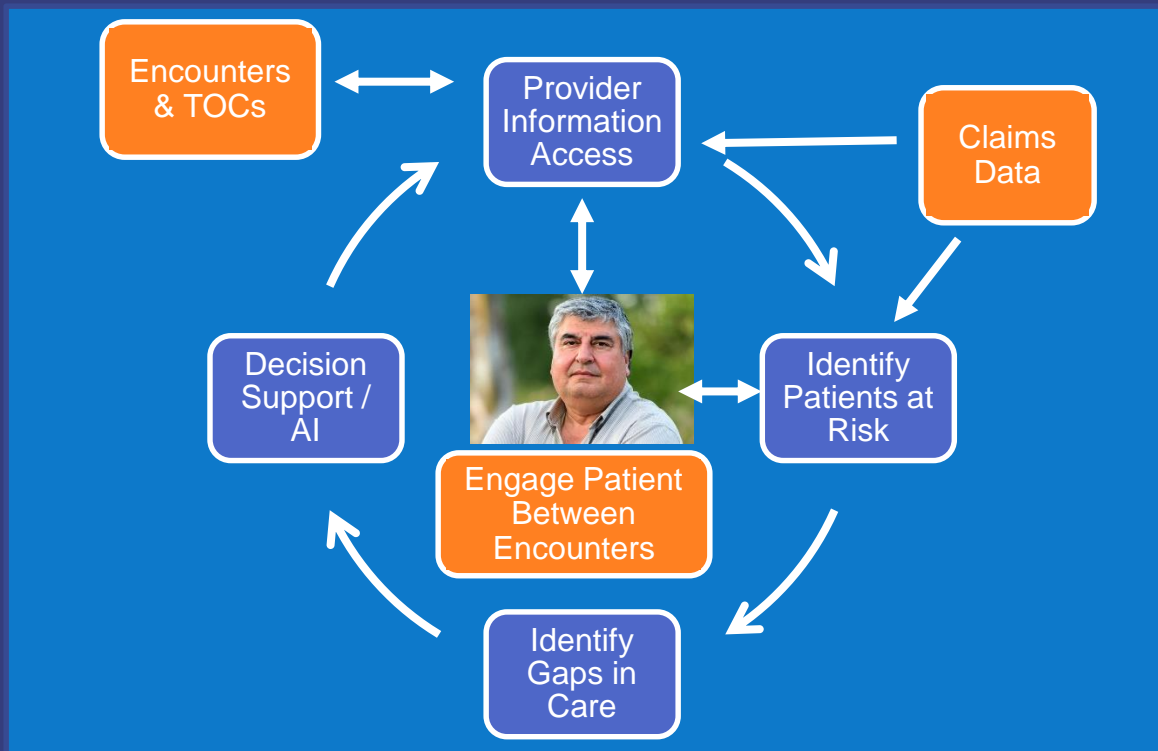 Encounters
& TOCs
Provider
Information
Access
Claims
Data
Decision
Support /
AI
Identify
Patients at
Risk
Engage Patient
Between
Encounters
Identify
Gaps in
Care